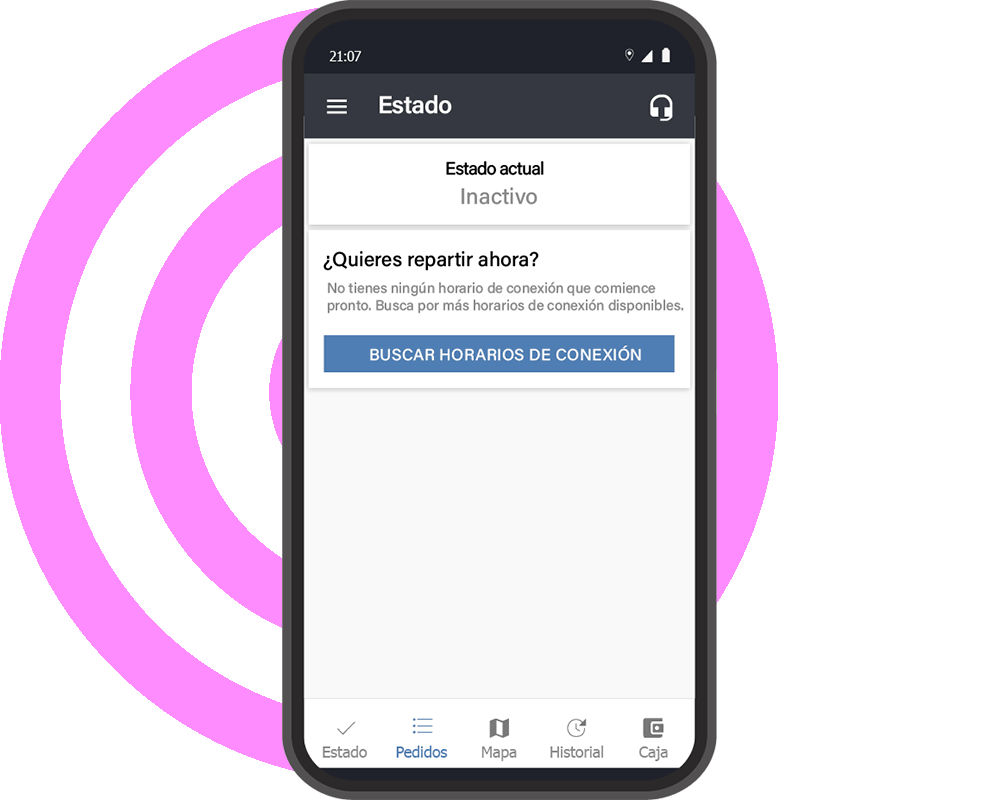 21:07
Estado
Estado actual
Inactivo
¿Quieres repartir ahora?
No tienes ningún horario de conexión que comience
pronto. Busca por más horarios de conexión disponibles.
BUSCAR HORARIOS DE CONEXIÓN
Estado Pedidos Mapa Historial Caja